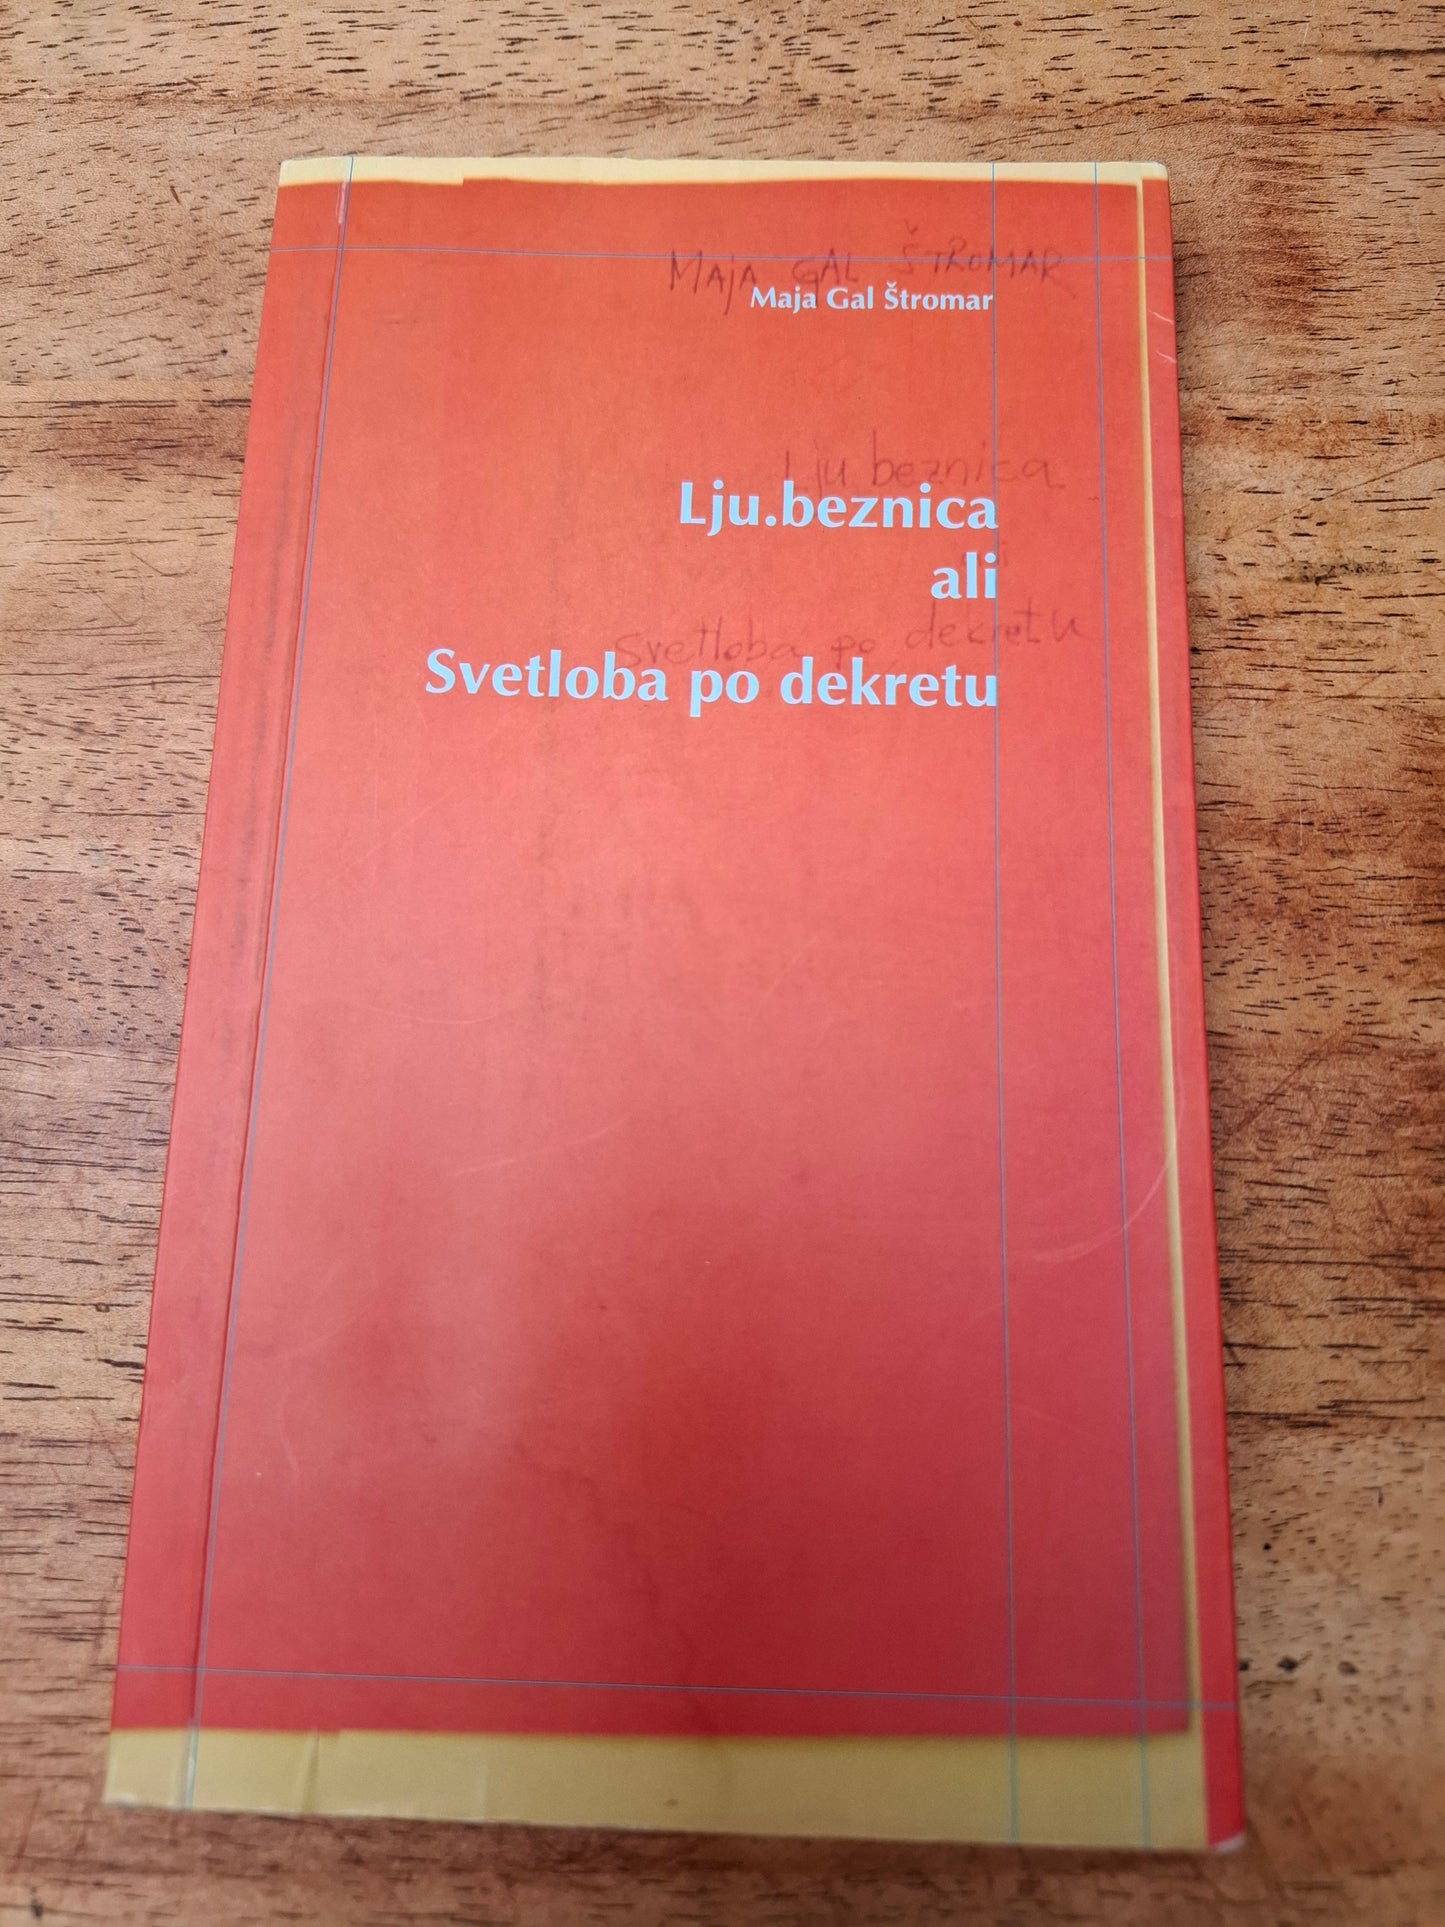 MAJA GAL ŠTROMAR
Maja Gal Štromar
Lju beznica
Lju.beznica
ali
Svetloba po dekretu
Svetloba po dekretu